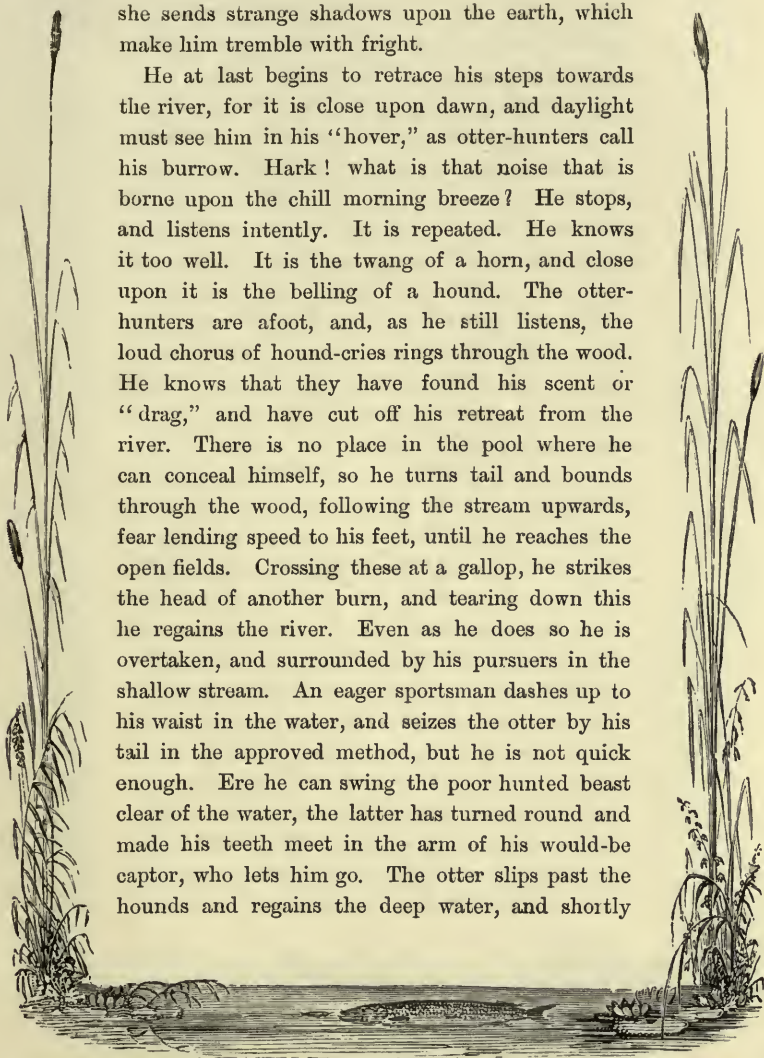 she sends strange shadows upon the earth, which
make him tremble with fright.
He at last begins to retrace his steps towards
the river, for it is close upon dawn, and daylight
must see him in his "hover," as otter-hunters call
his burrow. Hark ! what is that noise that is
borne upon the chill morning breeze ? He stops,
and listens intently. It is repeated. He knows
it too well. It is the twang of a horn, and close
upon it is the belling of a hound. The otter-
hunters are afoot, and, as he still listens, the
loud chorus of hound-cries rings through the wood.
He knows that they have found his scent or
"drag," and have cut off his retreat from the
river. There is no place in the pool where he
can conceal himself, so he turns tail and bounds
through the wood, following the stream upwards,
fear lending speed to his feet, until he reaches the
open fields. Crossing these at a gallop, he strikes
the head of another burn, and tearing down this
he regains the river. Even as he does so he is
overtaken, and surrounded by his pursuers in the
shallow stream. An eager sportsman dashes up to
his waist in the water, and seizes the otter by his
tail in the approved method, but he is not quick
enough. Ere he can swing the poor hunted beast
clear of the water, the latter has turned round and
made his teeth meet in the arm of his would-be
captor, who lets him go. The otter slips past the
hounds and regains the deep water, and shortly